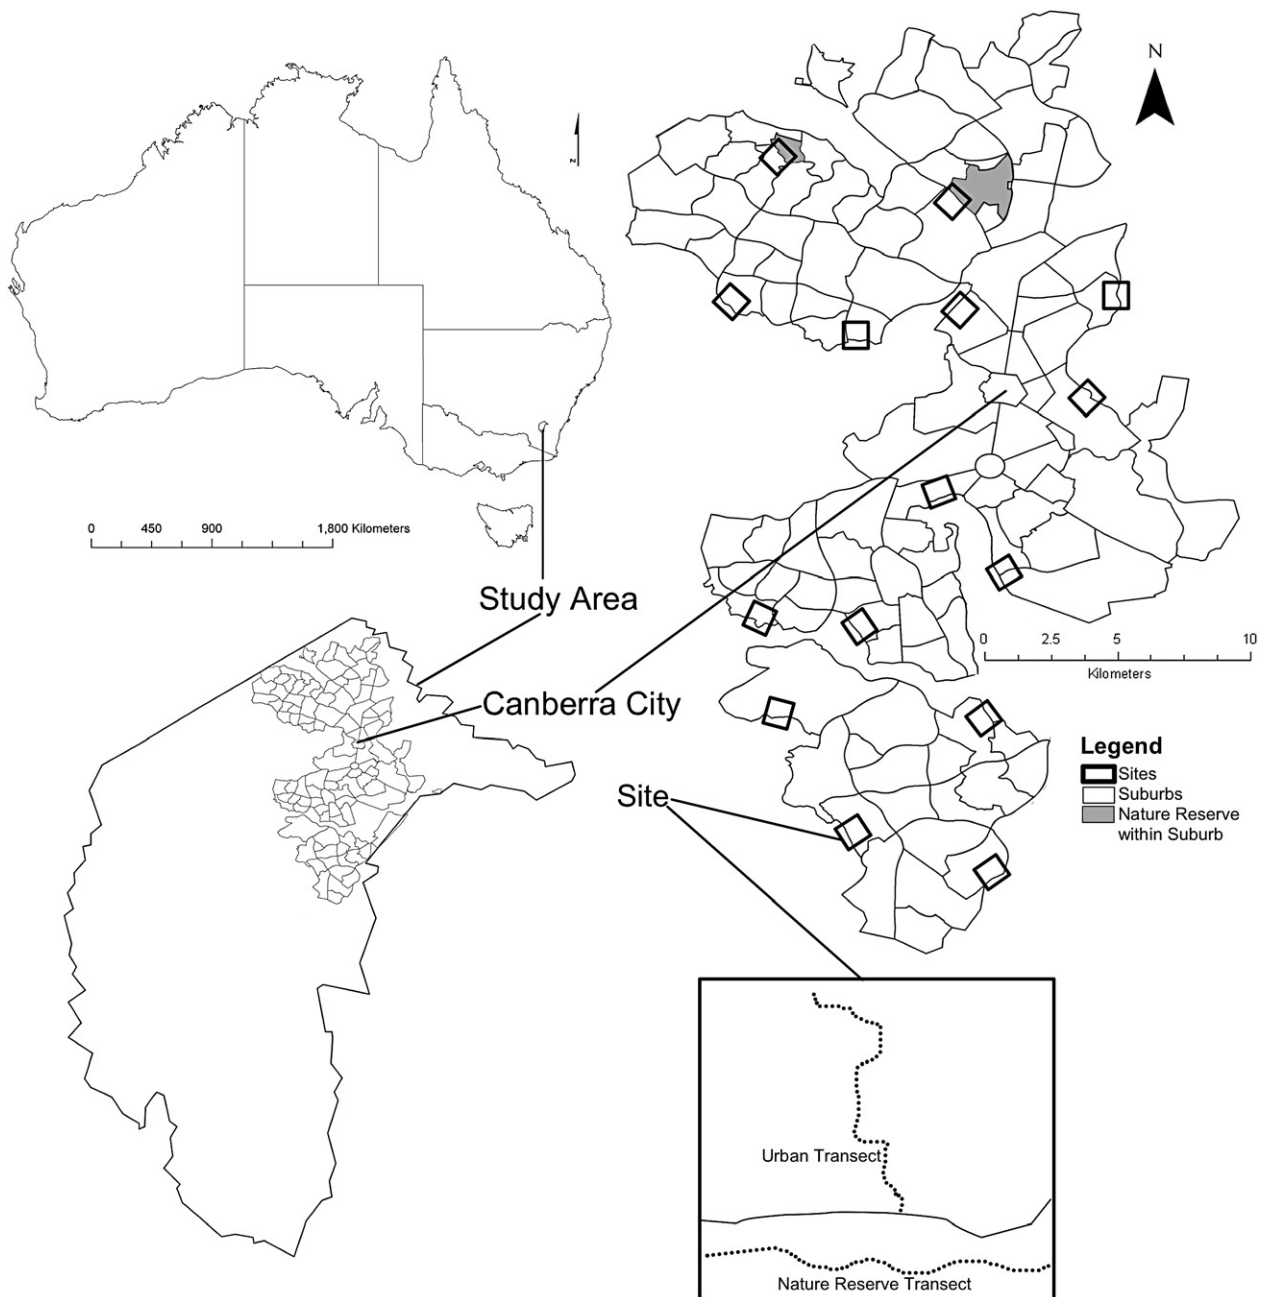 N
z
0 450 900 1,800 Kilometers
Study Area
Canberra City
0 2.5 5 10
Kilometers
Legend
Sites
Suburbs
Nature Reserve
within Suburb
Site
Urban Transect
Nature Reserve Transect